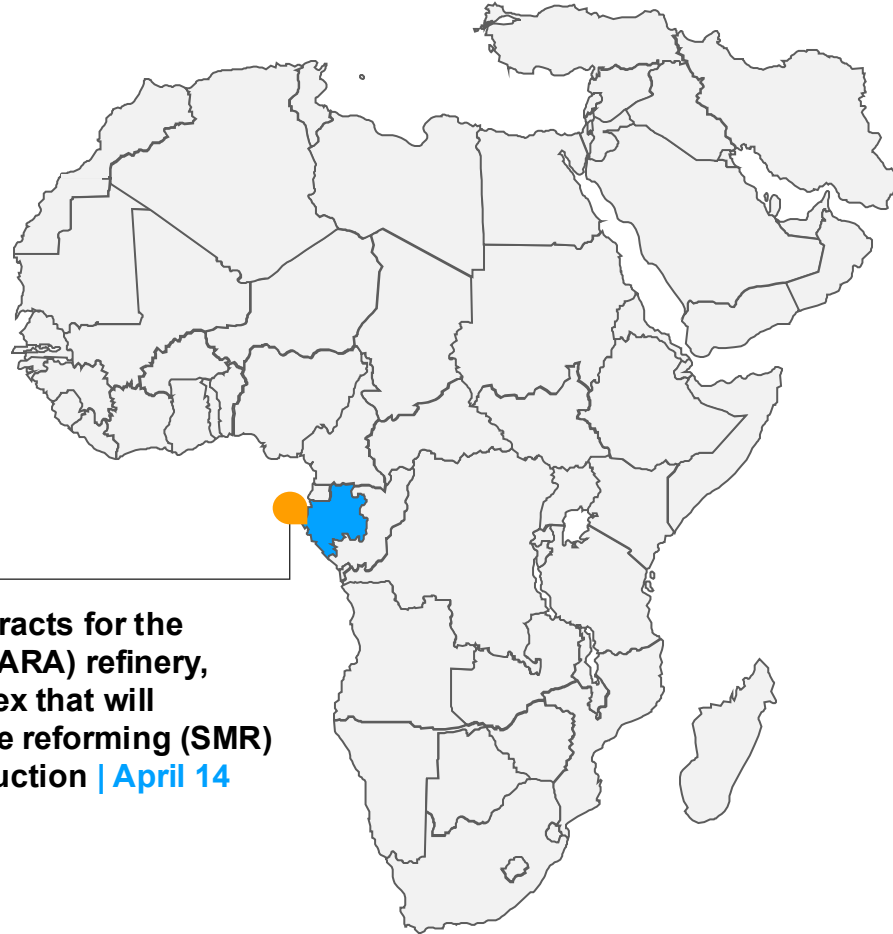 racts for the
ARA) refinery,
ex that will
e reforming (SMR)
uction | April 14